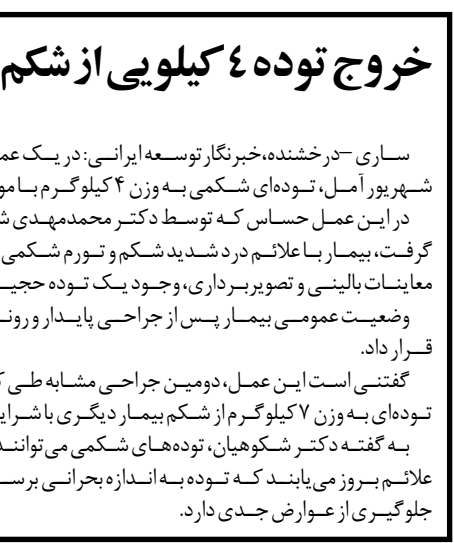 خروج توده ٤ کیلویی از شکم
ساری –درخشنده،خبرنگار توسعه ایرانی: در یک عم
شهریور آمل، توده‌ای شکمی به وزن ۴ کیلوگرم با مو
در این عمل حساس که توسط دکتر محمدمهدی ش
گرفت، بیمار با علائم درد شدید شکم و تورم شکمی
معاینات بالینی و تصویربرداری، وجود یک توده حجیـ
وضعیت عمومی بیمار پس از جراحی پایدار و رونـ
قرار داد.
گفتنی است این عمل، دومین جراحی مشابه طی ک
توده‌ای به وزن ۷ کیلوگرم از شکم بیمار دیگری با شرایـ
به گفته دکتر شکوهیان، توده‌های شکمی می‌تواننـد
علائم بروز می‌یابند که توده به اندازه بحرانی برسـ
جلوگیری از عوارض جدی دارد.